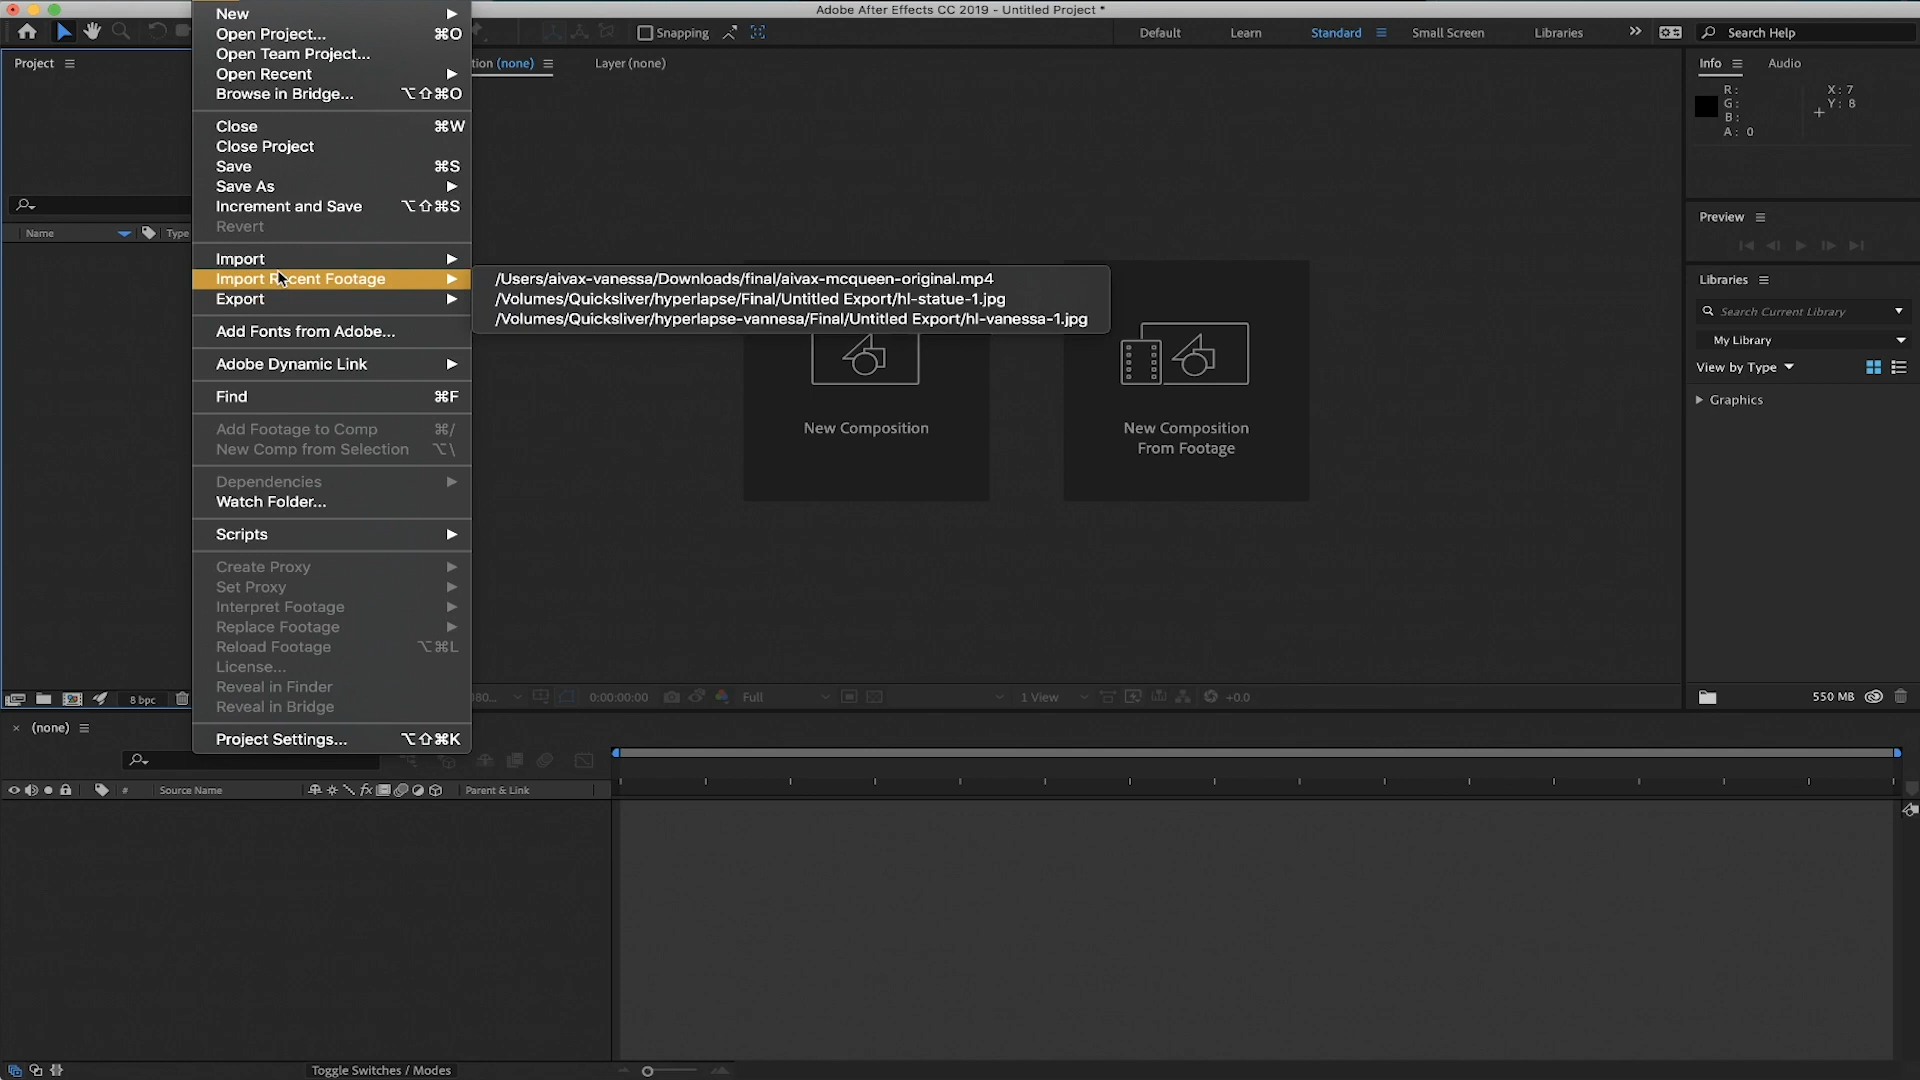 Adobe After Effects CC 2019 - Untitled Project *
Snapping
Default
Learn
Standard
Small Screen
Libraries
Search Help
New
Open Project... ⌘O
Open Team Project...
Open Recent
Browse in Bridge... ⌥⇧⌘O
Close ⌘W
Close Project
Save ⌘S
Save As
Increment and Save ⌥⇧⌘S
Revert
Import
Import Recent Footage
Export
Add Fonts from Adobe...
Adobe Dynamic Link
Find ⌘F
Add Footage to Comp ⌘/
New Comp from Selection ⌥\
Dependencies
Watch Folder...
Scripts
Create Proxy
Set Proxy
Interpret Footage
Replace Footage
Reload Footage ⌥⌘L
License...
Reveal in Finder
Reveal in Bridge
Project Settings... ⌥⇧⌘K
/Users/aivax-vanessa/Downloads/final/aivax-mcqueen-original.mp4
/Volumes/Quicksliver/hyperlapse/Final/Untitled Export/hl-statue-1.jpg
/Volumes/Quicksliver/hyperlapse-vannesa/Final/Untitled Export/hl-vanessa-1.jpg
Project
Name
Type
8 bpc
tion (none)
Layer (none)
New Composition
New Composition
From Footage
Full
0:00:00:00
1 View
+0.0
Info
Audio
R:
G:
B:
A: 0
X: 7
Y: 8
Preview
Libraries
Search Current Library
My Library
View by Type
Graphics
550 MB
(none)
#
Source Name
fx
Parent & Link
Toggle Switches / Modes